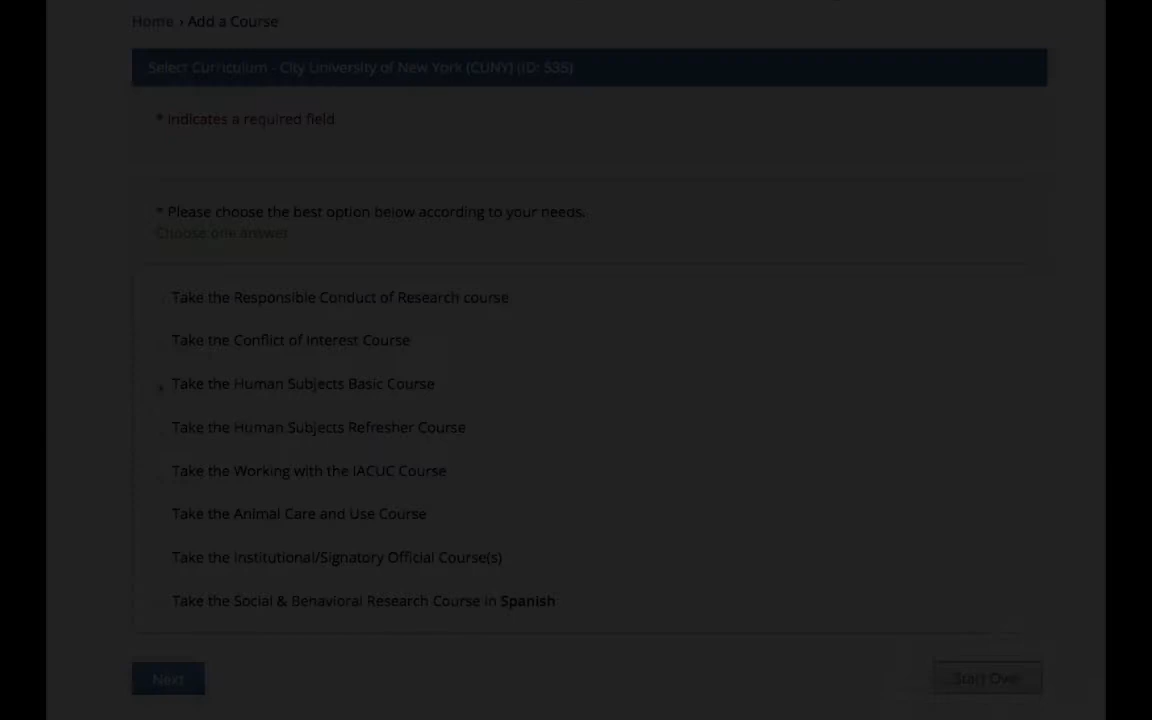 Home › Add a Course
Select Curriculum - City University of New York (CUNY) (ID: 535)
* Indicates a required field.
* Please choose the best option below according to your needs.
Choose one answer
Take the Responsible Conduct of Research course
Take the Conflict of Interest Course
Take the Human Subjects Basic Course
Take the Human Subjects Refresher Course
Take the Working with the IACUC Course
Take the Animal Care and Use Course
Take the Institutional/Signatory Official Course(s)
Take the Social & Behavioral Research Course in Spanish
Next
Start Over